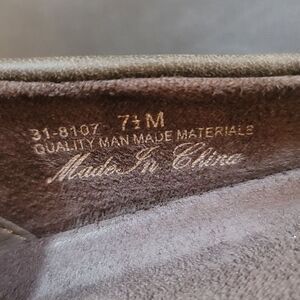 31-8107 7½M
QUALITY MAN MADE MATERIALS
Made In China